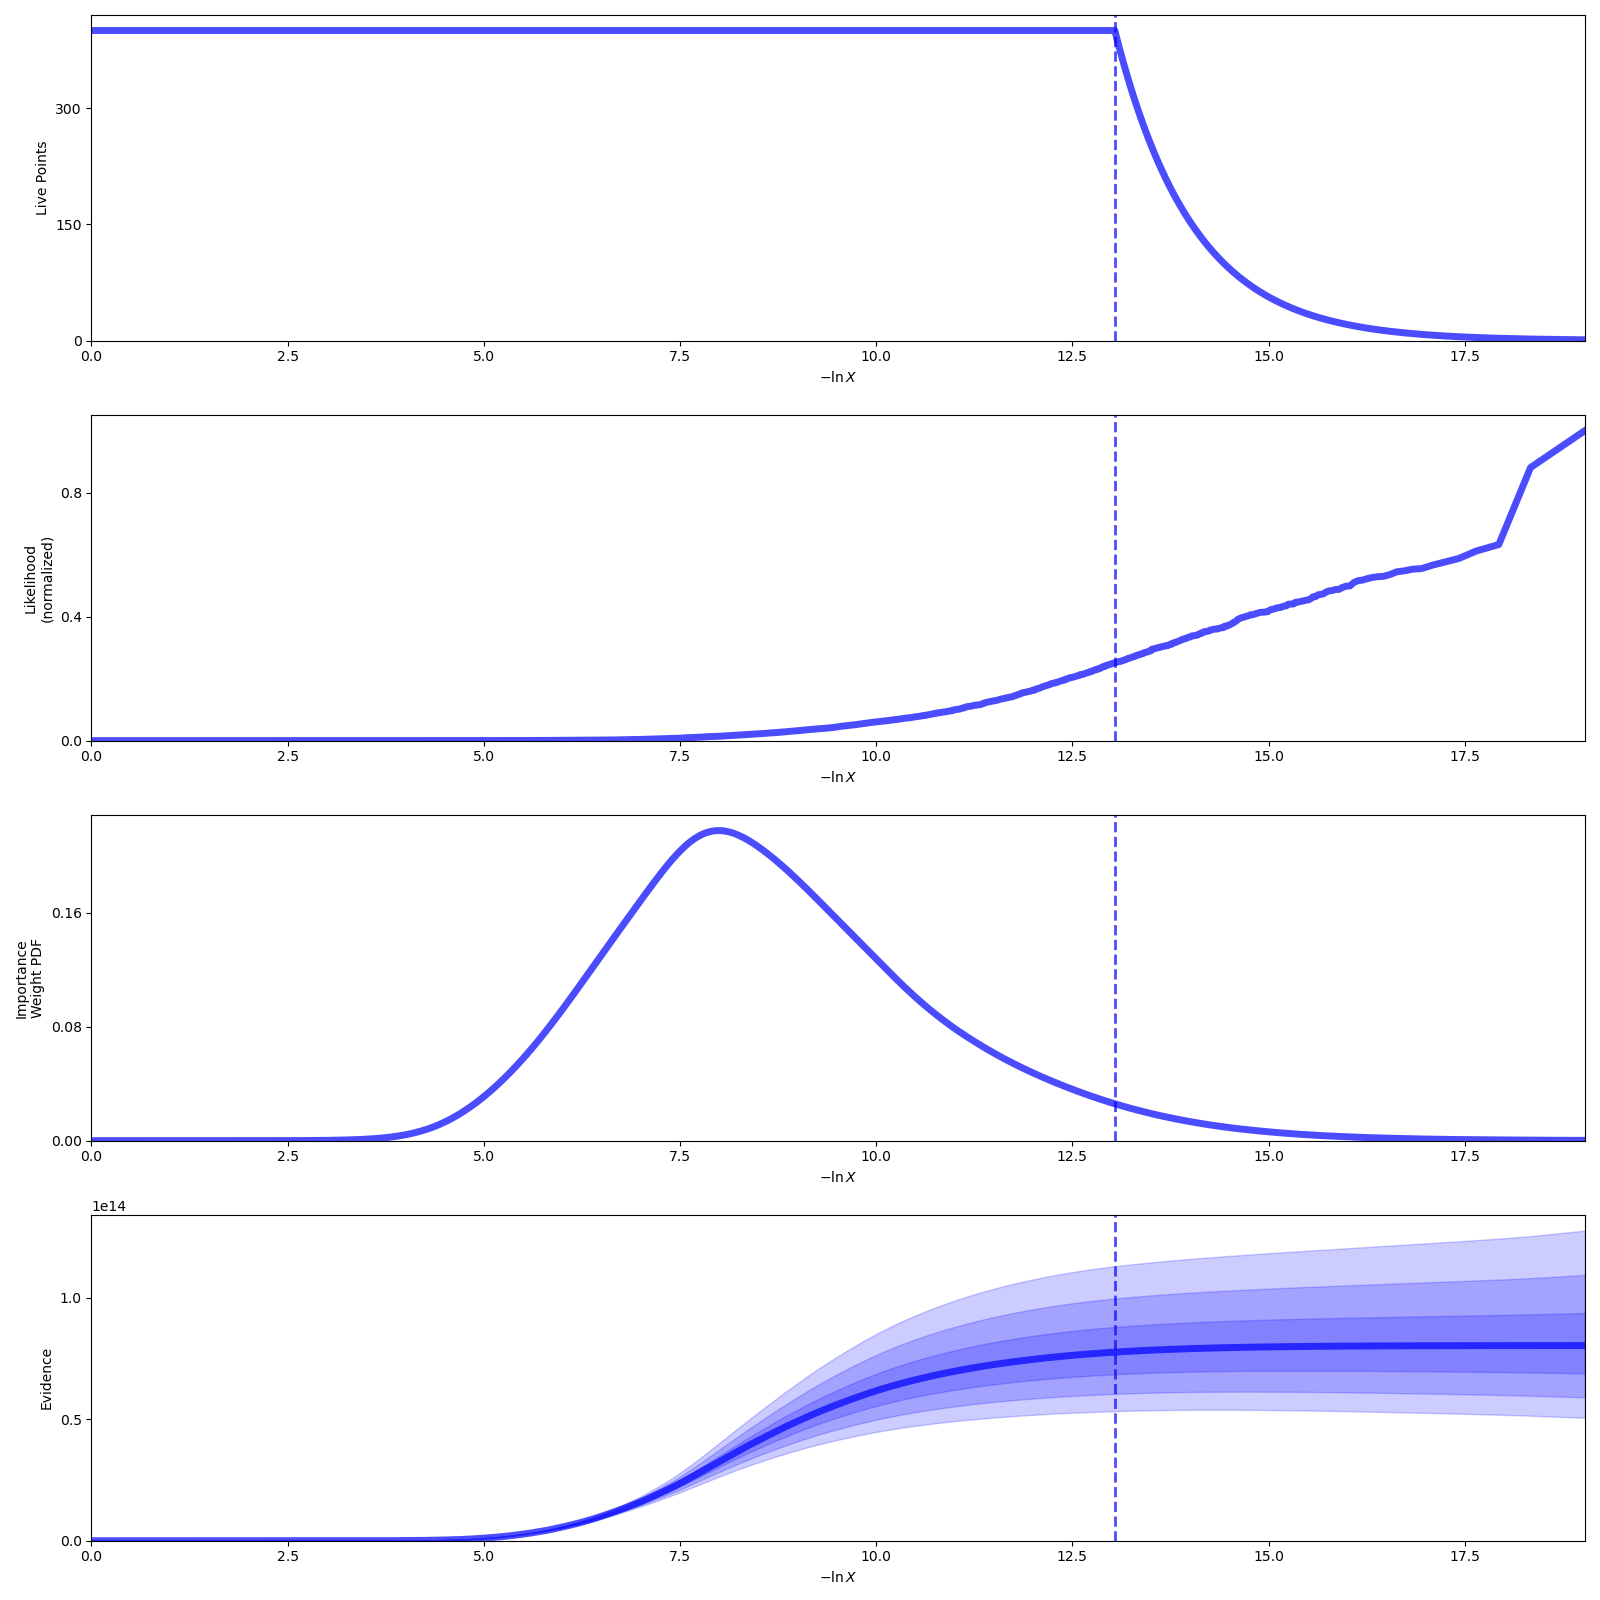 300
150
0
Live Points
0.0 2.5 5.0 7.5 10.0 12.5 15.0 17.5
−ln X
0.8
0.4
0.0
Likelihood
(normalized)
0.0 2.5 5.0 7.5 10.0 12.5 15.0 17.5
−ln X
0.16
0.08
0.00
Importance
Weight PDF
0.0 2.5 5.0 7.5 10.0 12.5 15.0 17.5
−ln X
1e14
1.0
0.5
0.0
Evidence
0.0 2.5 5.0 7.5 10.0 12.5 15.0 17.5
−ln X